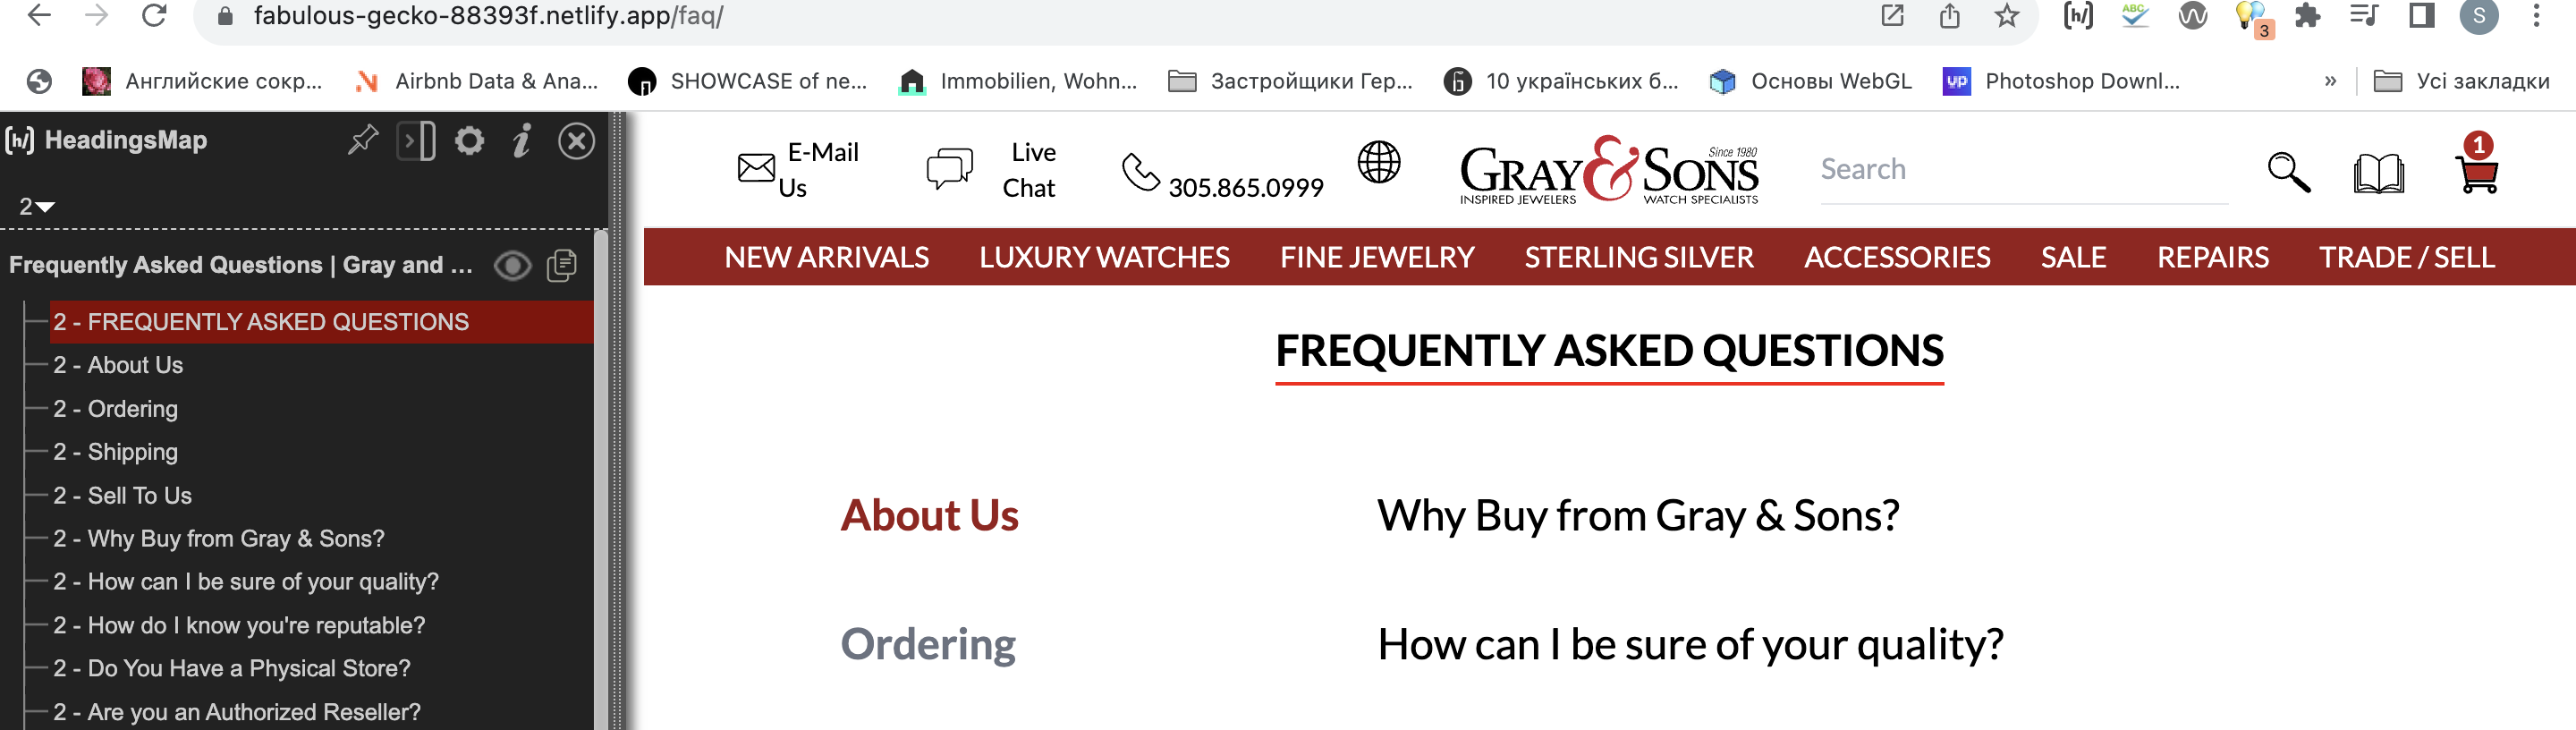 fabulous-gecko-88393f.netlify.app/faq/
[h/] ABC 3 S
Английские сокр... Airbnb Data & Ana... SHOWCASE of ne... Immobilien, Wohn... Застройщики Гер... 10 українських б... Основы WebGL up Photoshop Downl... » Усі закладки
[h/] HeadingsMap
2
Frequently Asked Questions | Gray and ...
2 - FREQUENTLY ASKED QUESTIONS
2 - About Us
2 - Ordering
2 - Shipping
2 - Sell To Us
2 - Why Buy from Gray & Sons?
2 - How can I be sure of your quality?
2 - How do I know you're reputable?
2 - Do You Have a Physical Store?
2 - Are you an Authorized Reseller?
E-Mail Us
Live Chat
305.865.0999
Since 1980
GRAY & SONS
INSPIRED JEWELERS WATCH SPECIALISTS
Search
1
NEW ARRIVALS LUXURY WATCHES FINE JEWELRY STERLING SILVER ACCESSORIES SALE REPAIRS TRADE / SELL
FREQUENTLY ASKED QUESTIONS
About Us
Why Buy from Gray & Sons?
Ordering
How can I be sure of your quality?